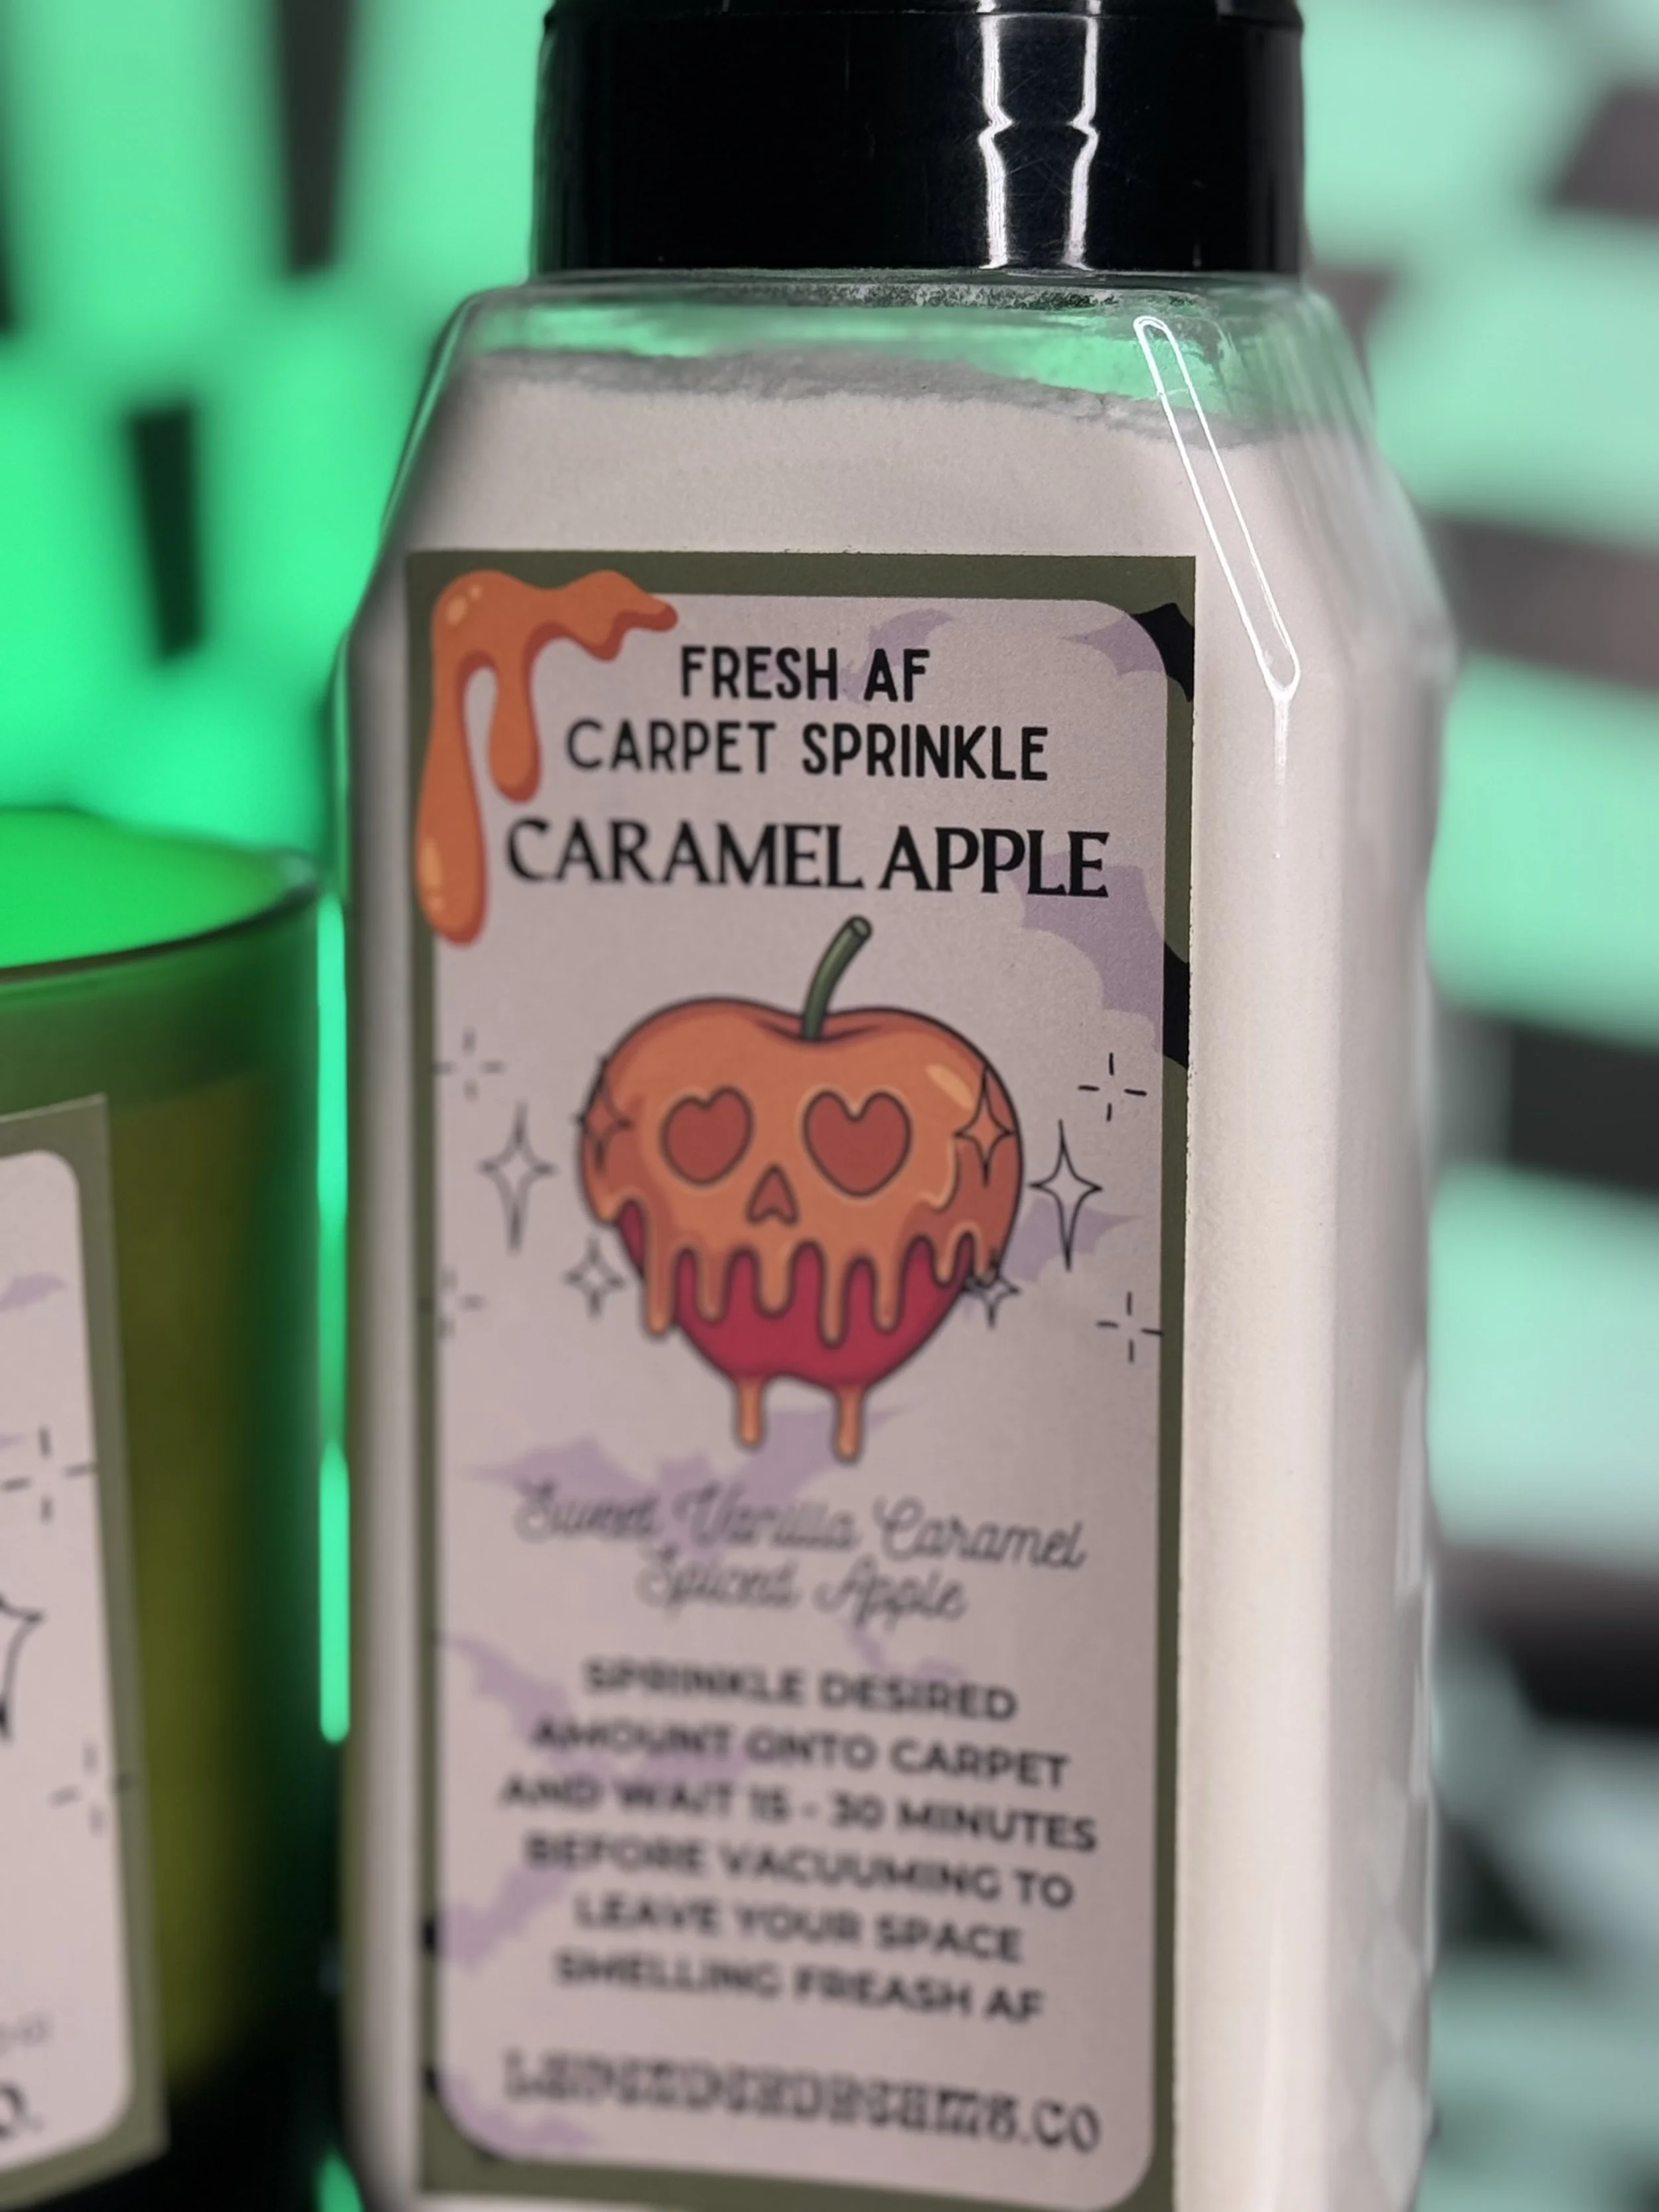 FRESH AF
CARPET SPRINKLE
CARAMEL APPLE
Sweet Vanilla Caramel
Spiced Apple
SPRINKLE DESIRED
AMOUNT ONTO CARPET
AND WAIT 15 - 30 MINUTES
BEFORE VACUUMING TO
LEAVE YOUR SPACE
SMELLING FREASH AF